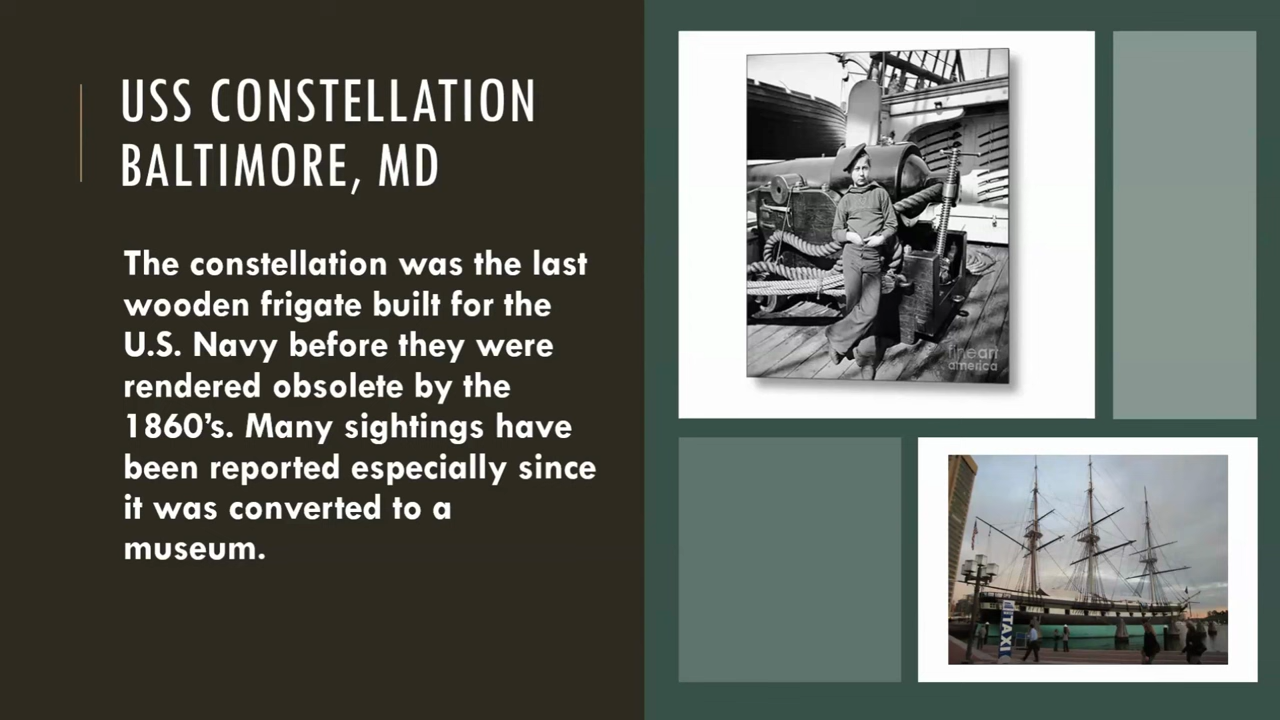 USS CONSTELLATION
BALTIMORE, MD
The constellation was the last
wooden frigate built for the
U.S. Navy before they were
rendered obsolete by the
1860’s. Many sightings have
been reported especially since
it was converted to a
museum.
fineart
america
TAXI